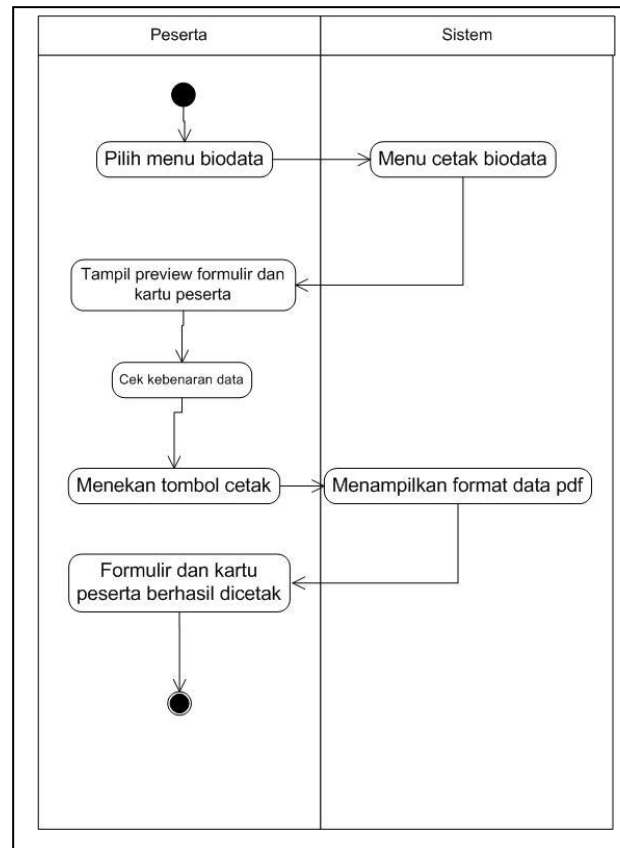 Peserta
Sistem
Pilih menu biodata
Menu cetak biodata
Tampil preview formulir dan
kartu peserta
Cek kebenaran data
Menekan tombol cetak
Menampilkan format data pdf
Formulir dan kartu
peserta berhasil dicetak